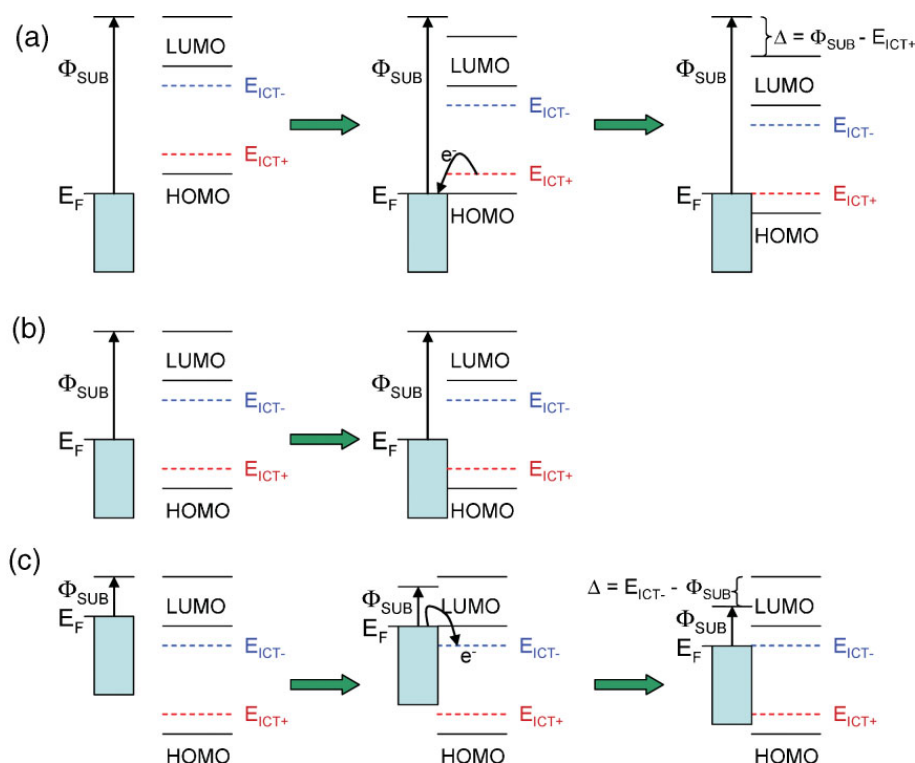 (a)
LUMO
Φ_SUB
E_ICT-
E_ICT+
E_F
HOMO
LUMO
Φ_SUB
E_ICT-
e⁻
E_ICT+
E_F
HOMO
Δ = Φ_SUB - E_ICT+
LUMO
Φ_SUB
E_ICT-
E_F
E_ICT+
HOMO
(b)
LUMO
Φ_SUB
E_ICT-
E_F
E_ICT+
HOMO
LUMO
Φ_SUB
E_ICT-
E_F
E_ICT+
HOMO
(c)
Φ_SUB
LUMO
E_F
E_ICT-
E_ICT+
HOMO
Φ_SUB
LUMO
E_F
E_ICT-
e⁻
E_ICT+
HOMO
Δ = E_ICT- - Φ_SUB
LUMO
Φ_SUB
E_F
E_ICT-
E_ICT+
HOMO